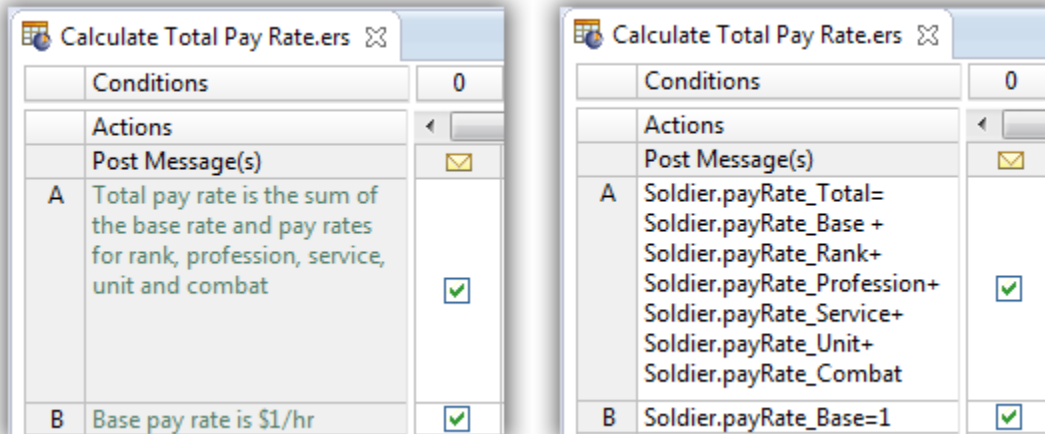 Calculate Total Pay Rate.ers
Conditions 0
Actions
Post Message(s)
A Total pay rate is the sum of
the base rate and pay rates
for rank, profession, service,
unit and combat
B Base pay rate is $1/hr
Calculate Total Pay Rate.ers
Conditions 0
Actions
Post Message(s)
A Soldier.payRate_Total=
Soldier.payRate_Base +
Soldier.payRate_Rank+
Soldier.payRate_Profession+
Soldier.payRate_Service+
Soldier.payRate_Unit+
Soldier.payRate_Combat
B Soldier.payRate_Base=1